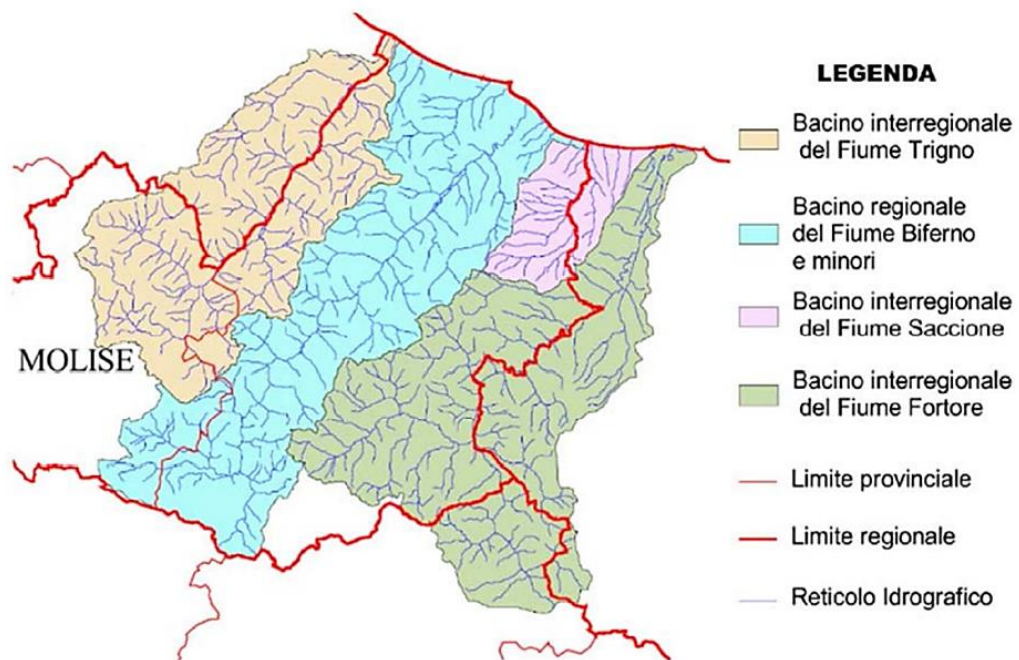 LEGENDA
Bacino interregionale
del Fiume Trigno
Bacino regionale
del Fiume Biferno
e minori
Bacino interregionale
del Fiume Saccione
Bacino interregionale
del Fiume Fortore
Limite provinciale
Limite regionale
Reticolo Idrografico
MOLISE